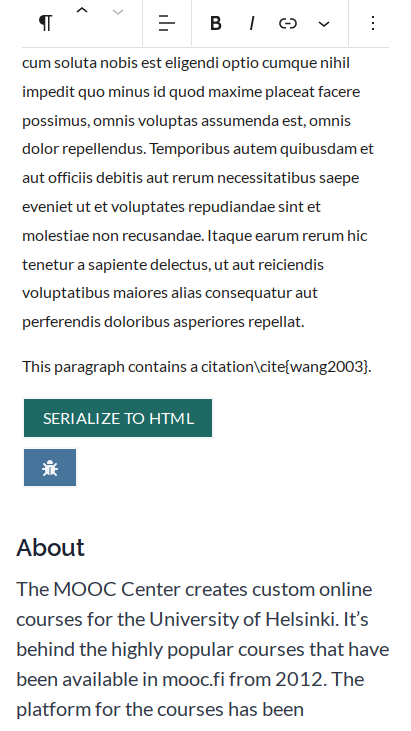 ¶
B I
cum soluta nobis est eligendi optio cumque nihil
impedit quo minus id quod maxime placeat facere
possimus, omnis voluptas assumenda est, omnis
dolor repellendus. Temporibus autem quibusdam et
aut officiis debitis aut rerum necessitatibus saepe
eveniet ut et voluptates repudiandae sint et
molestiae non recusandae. Itaque earum rerum hic
tenetur a sapiente delectus, ut aut reiciendis
voluptatibus maiores alias consequatur aut
perferendis doloribus asperiores repellat.
This paragraph contains a citation\cite{wang2003}.
SERIALIZE TO HTML
About
The MOOC Center creates custom online
courses for the University of Helsinki. It’s
behind the highly popular courses that have
been available in mooc.fi from 2012. The
platform for the courses has been